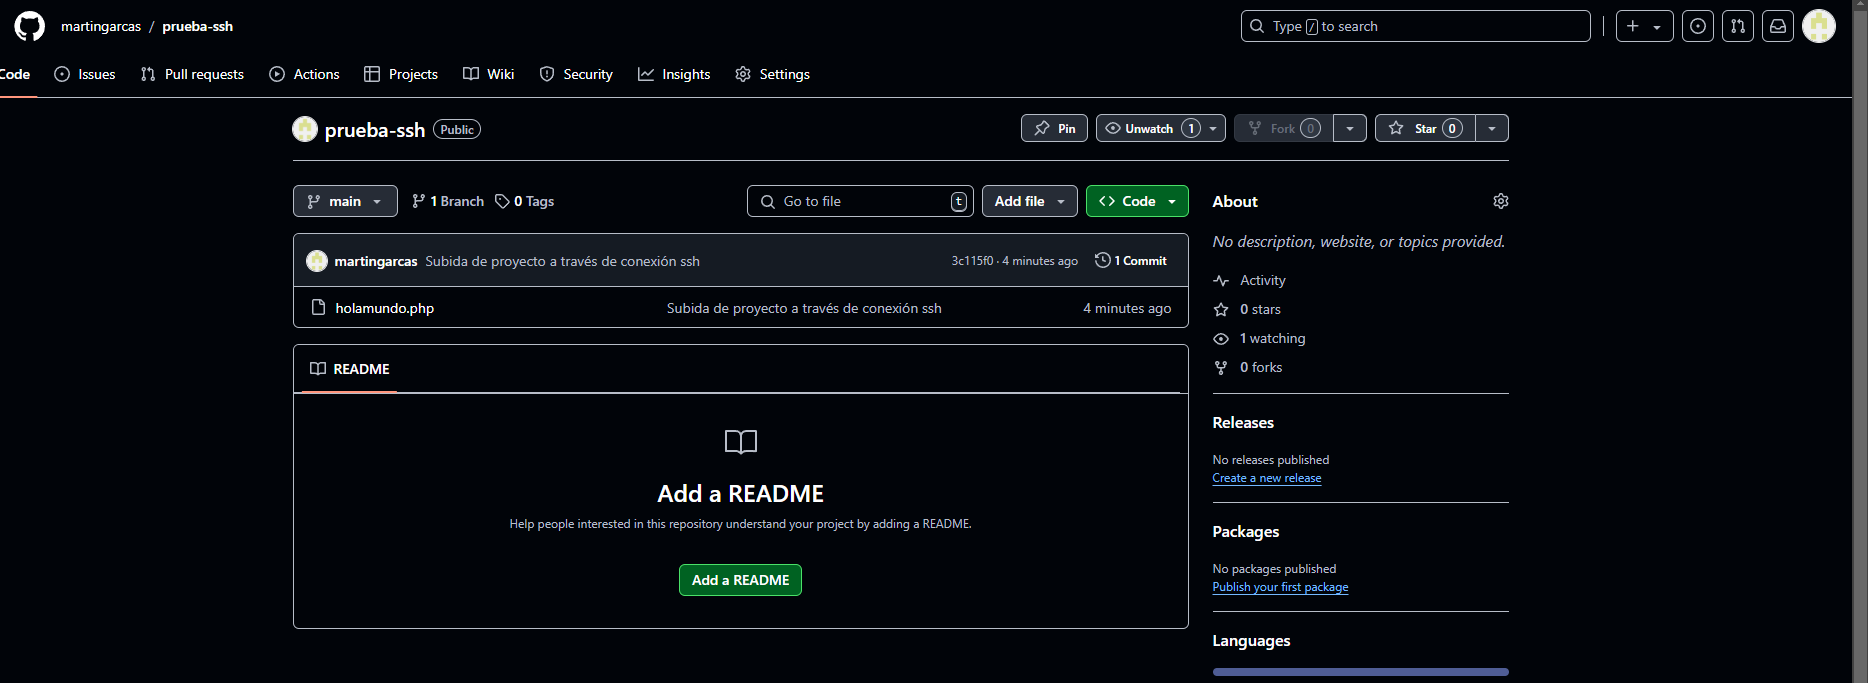 martingarcas / prueba-ssh
Type / to search
Code Issues Pull requests Actions Projects Wiki Security Insights Settings
prueba-ssh Public
Pin Unwatch 1 Fork 0 Star 0
main 1 Branch 0 Tags Go to file t Add file Code
martingarcas Subida de proyecto a través de conexión ssh 3c115f0 · 4 minutes ago 1 Commit
holamundo.php Subida de proyecto a través de conexión ssh 4 minutes ago
README
Add a README
Help people interested in this repository understand your project by adding a README.
Add a README
About
No description, website, or topics provided.
Activity
0 stars
1 watching
0 forks
Releases
No releases published
Create a new release
Packages
No packages published
Publish your first package
Languages